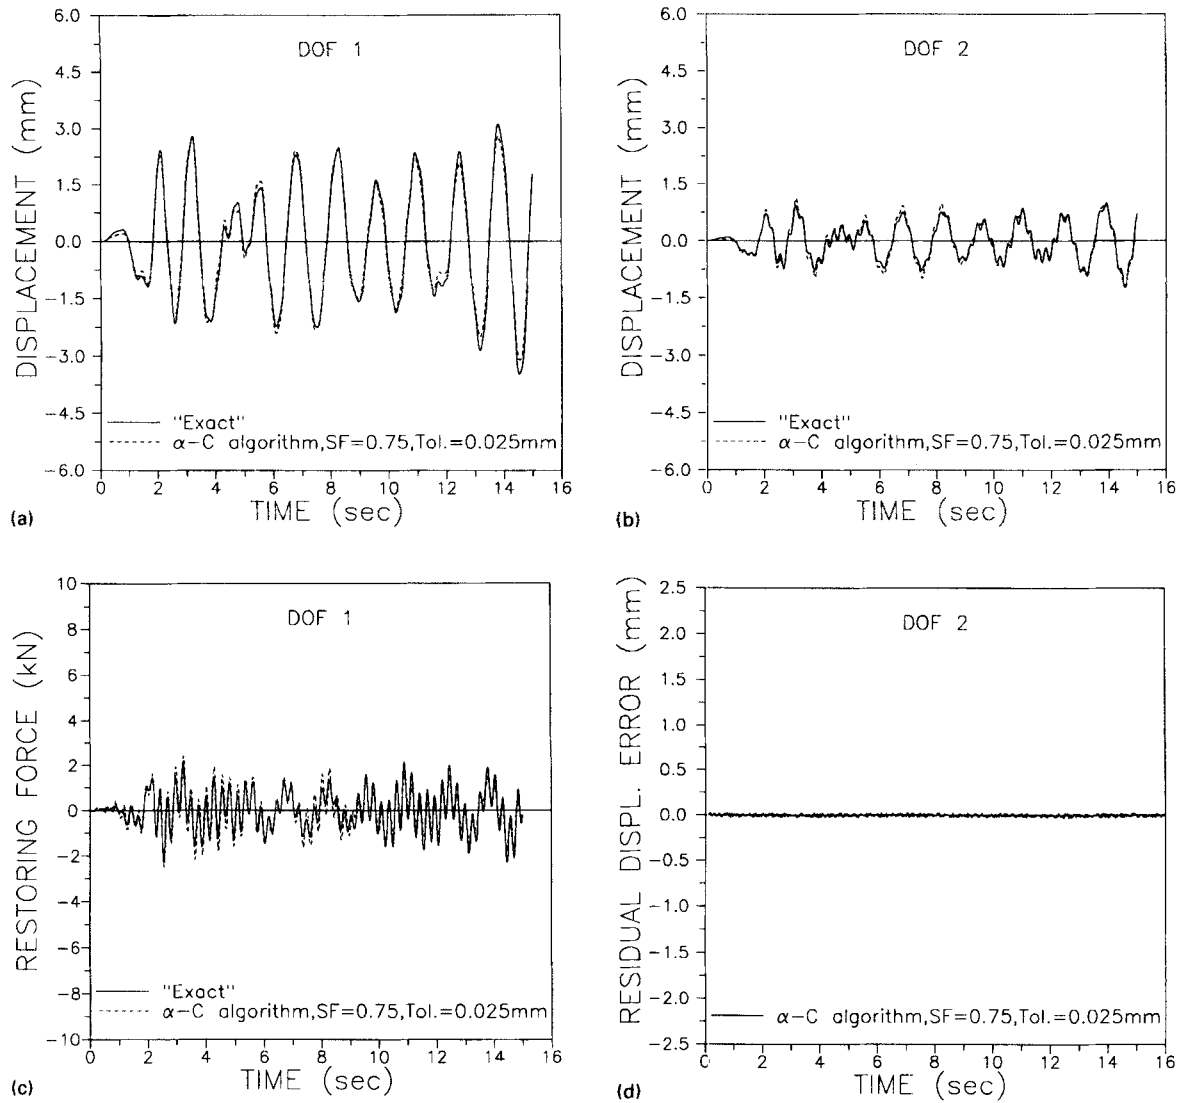 DISPLACEMENT (mm)
6.0
4.5
3.0
1.5
0.0
−1.5
−3.0
−4.5
−6.0
DOF 1
"Exact"
α−C algorithm,SF=0.75,Tol.=0.025mm
0 2 4 6 8 10 12 14 16
TIME (sec)
(a)
DISPLACEMENT (mm)
6.0
4.5
3.0
1.5
0.0
−1.5
−3.0
−4.5
−6.0
DOF 2
"Exact"
α−C algorithm,SF=0.75,Tol.=0.025mm
0 2 4 6 8 10 12 14 16
TIME (sec)
(b)
RESTORING FORCE (kN)
10
8
6
4
2
0
−2
−4
−6
−8
−10
DOF 1
"Exact"
α−C algorithm,SF=0.75,Tol.=0.025mm
0 2 4 6 8 10 12 14 16
TIME (sec)
(c)
RESIDUAL DISPL. ERROR (mm)
2.5
2.0
1.5
1.0
0.5
0.0
−0.5
−1.0
−1.5
−2.0
−2.5
DOF 2
α−C algorithm,SF=0.75,Tol.=0.025mm
0 2 4 6 8 10 12 14 16
TIME (sec)
(d)